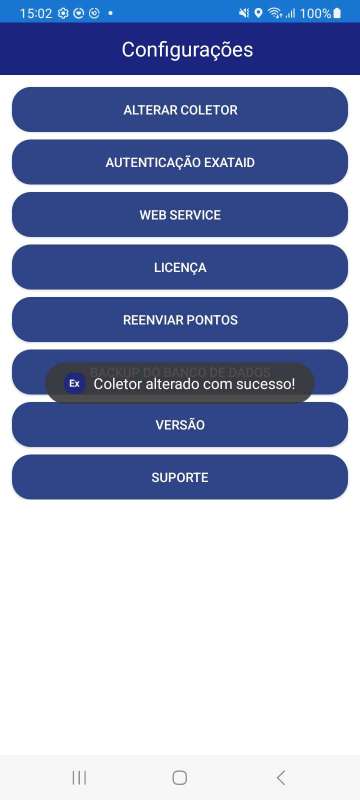 15:02 100%
Configurações
ALTERAR COLETOR
AUTENTICAÇÃO EXATAID
WEB SERVICE
LICENÇA
REENVIAR PONTOS
BACKUP DO BANCO DE DADOS
Ex Coletor alterado com sucesso!
VERSÃO
SUPORTE